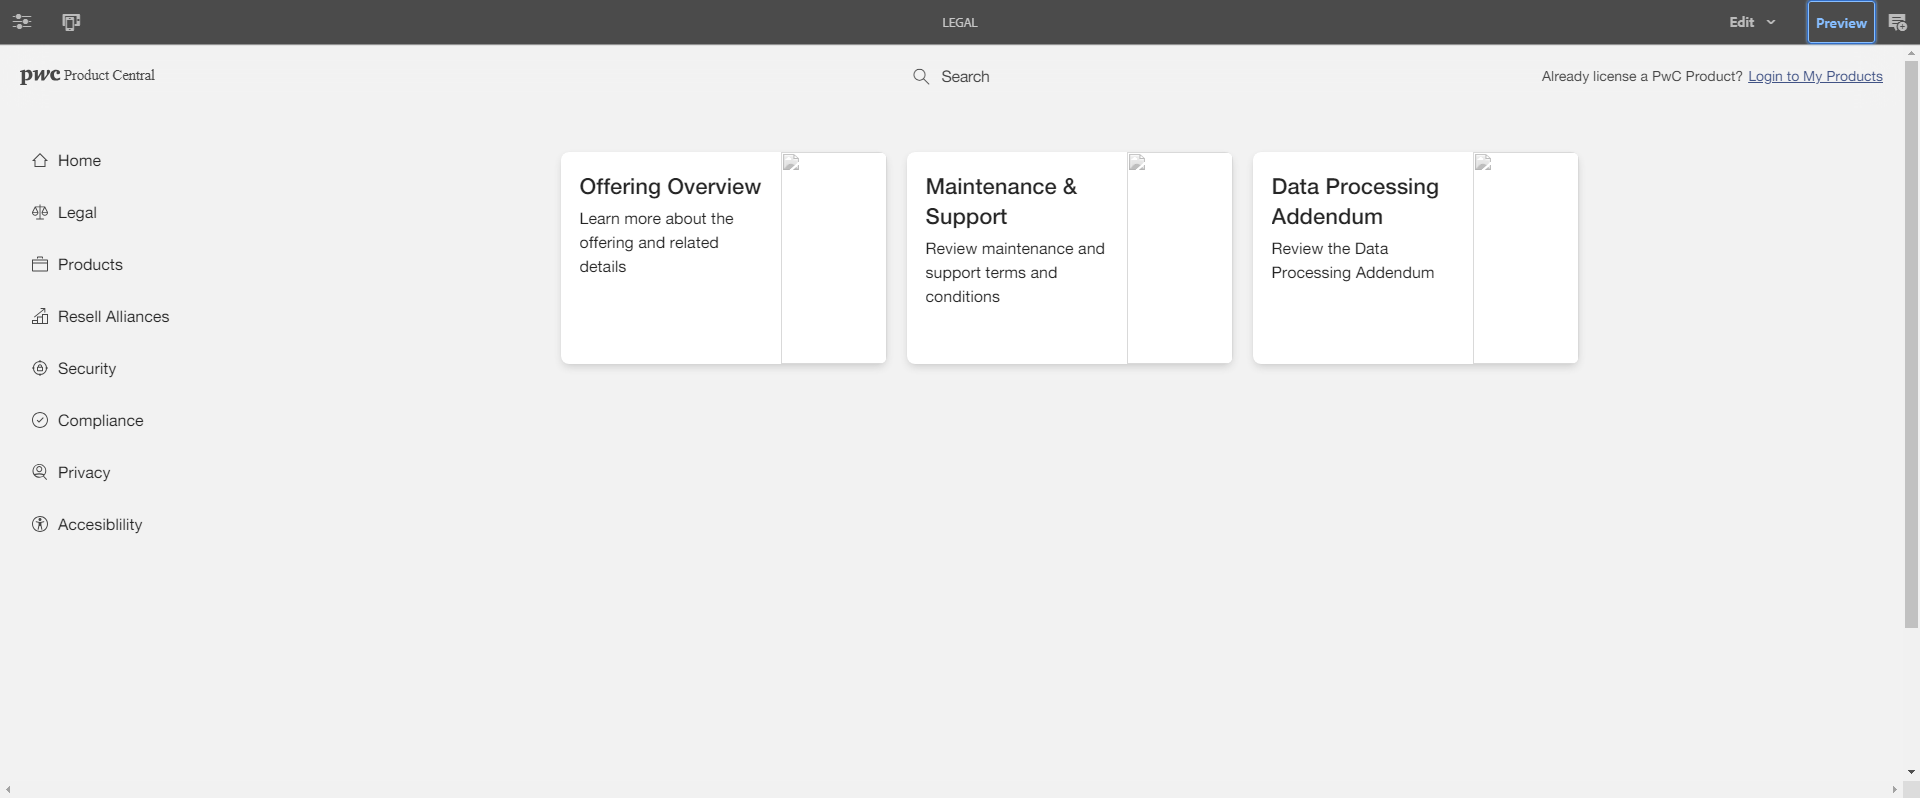 LEGAL
Edit
Preview
pwc Product Central
Search
Already license a PwC Product? Login to My Products
Home
Legal
Products
Resell Alliances
Security
Compliance
Privacy
Accesiblility
Offering Overview
Learn more about the
offering and related
details
Maintenance &
Support
Review maintenance and
support terms and
conditions
Data Processing
Addendum
Review the Data
Processing Addendum